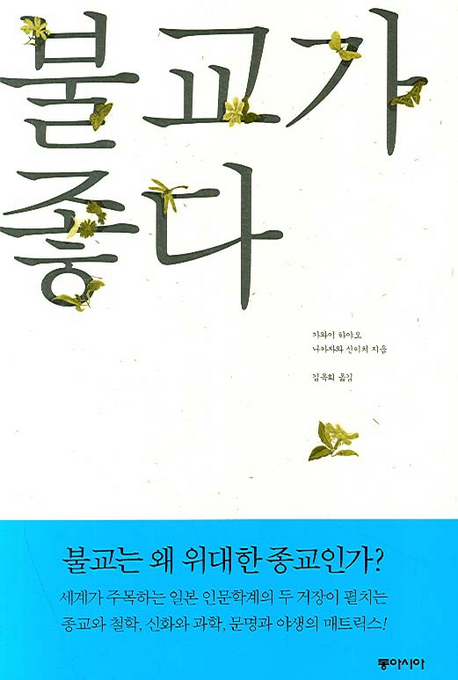 불교가
좋다
가와이 하야오
나카자와 신이치 지음
김옥희 옮김
불교는 왜 위대한 종교인가?
세계가 주목하는 일본 인문학계의 두 거장이 펼치는
종교와 철학, 신화와 과학, 문명과 야생의 매트릭스!
동아시아